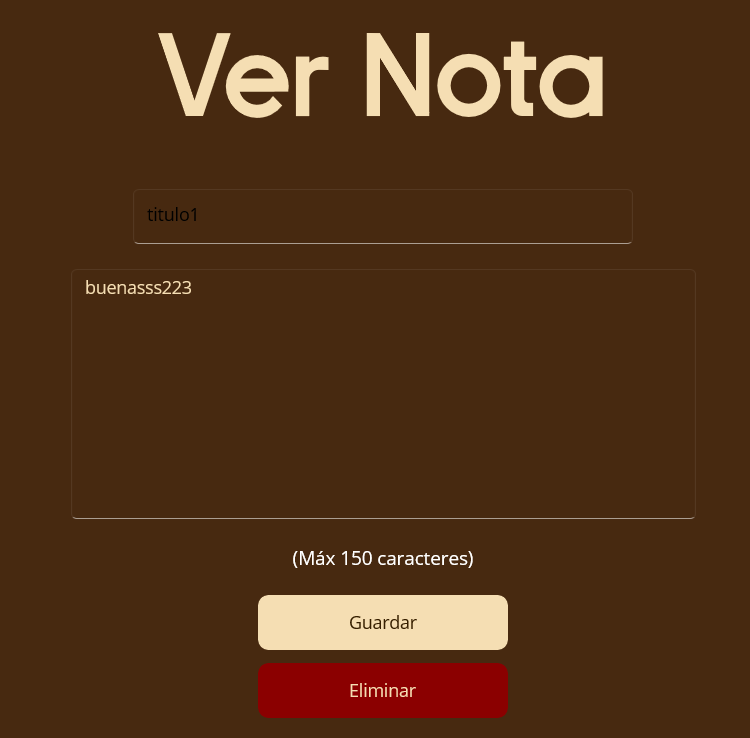 Ver Nota
titulo1
buenasss223
(Máx 150 caracteres)
Guardar
Eliminar